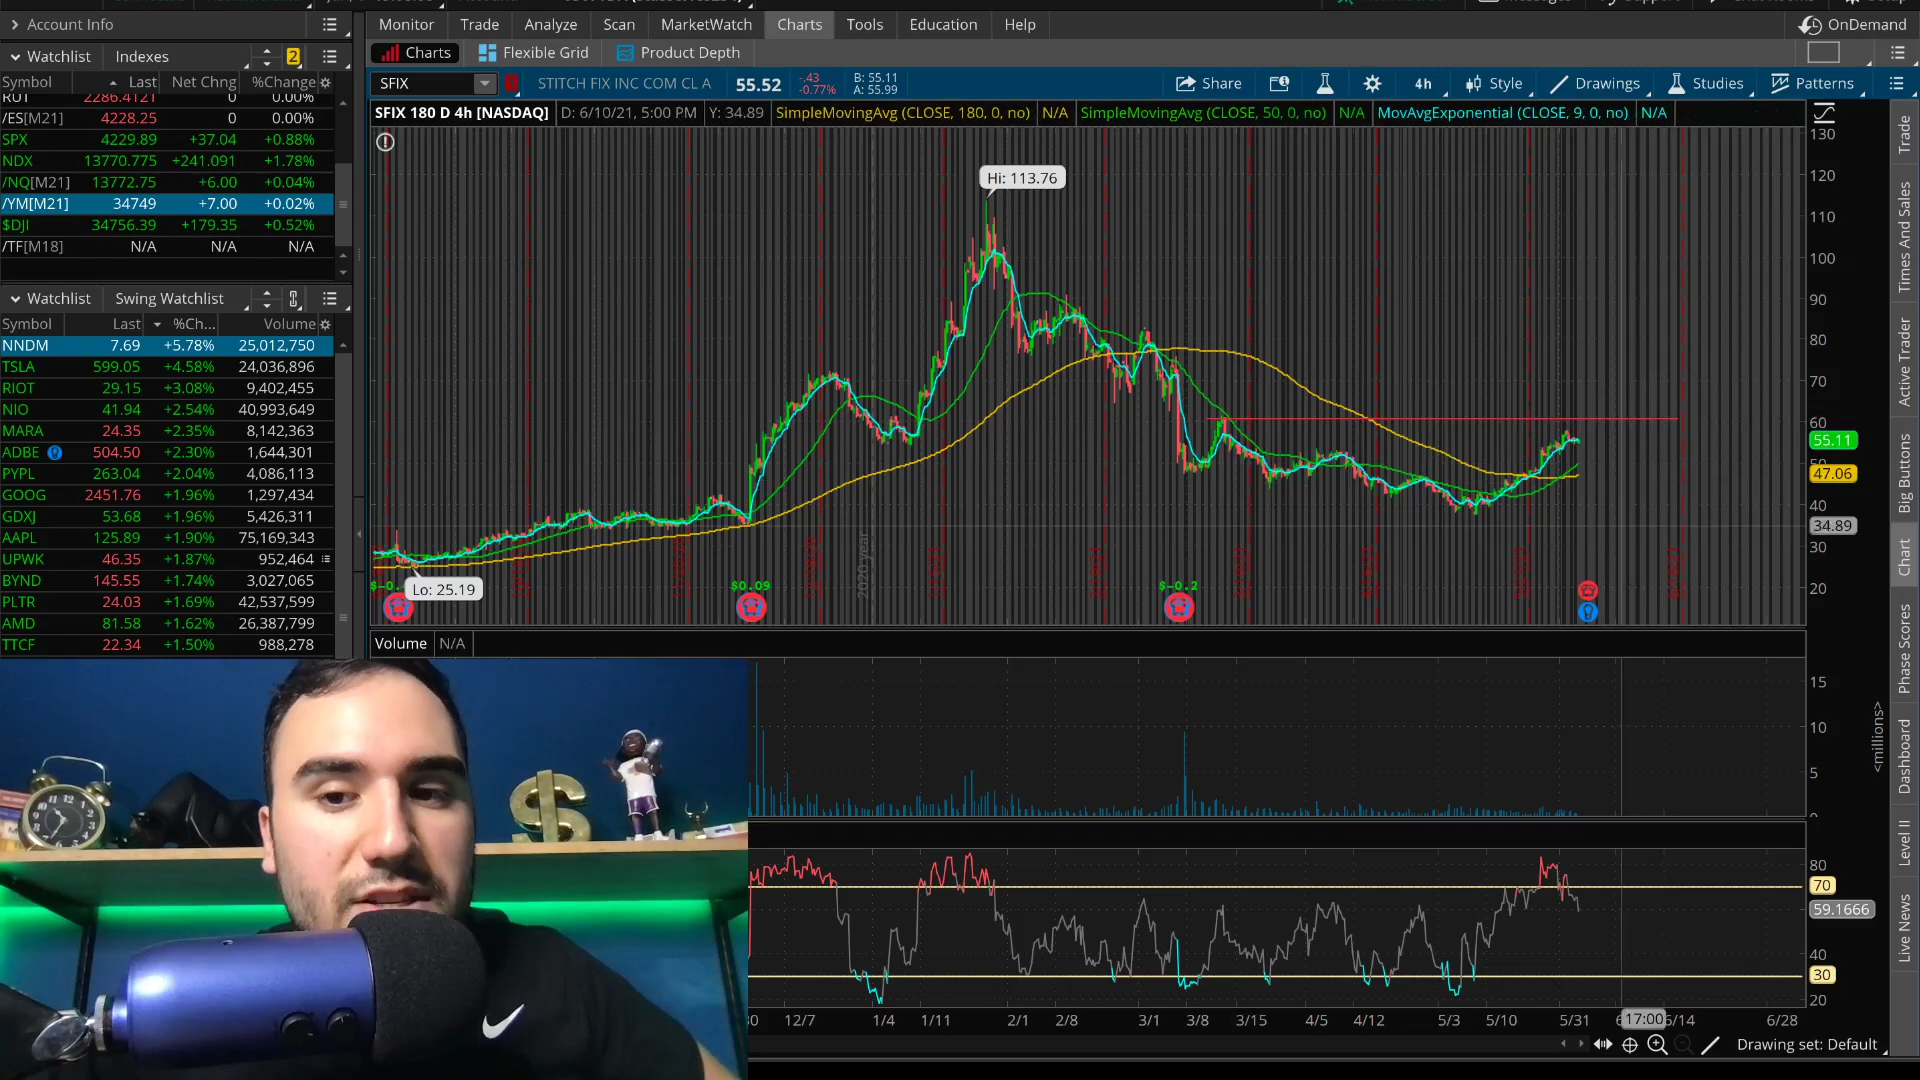 Account Info
Monitor Trade Analyze Scan MarketWatch Charts Tools Education Help
OnDemand
Watchlist Indexes 2
Charts Flexible Grid Product Depth
Symbol Last Net Chng %Change
SFIX STITCH FIX INC COM CL A 55.52 -.43 -0.77% B: 55.11 A: 55.99 Share 4h Style Drawings Studies Patterns
RUT 2286.4121 0 0.00%
/ES[M21] 4228.25 0 0.00%
SPX 4229.89 +37.04 +0.88%
NDX 13770.775 +241.091 +1.78%
/NQ[M21] 13772.75 +6.00 +0.04%
/YM[M21] 34749 +7.00 +0.02%
$DJI 34756.39 +179.35 +0.52%
/TF[M18] N/A N/A N/A
SFIX 180 D 4h [NASDAQ] D: 6/10/21, 5:00 PM Y: 34.89 SimpleMovingAvg (CLOSE, 180, 0, no) N/A SimpleMovingAvg (CLOSE, 50, 0, no) N/A MovAvgExponential (CLOSE, 9, 0, no) N/A
Watchlist Swing Watchlist
Symbol Last %Ch... Volume
NNDM 7.69 +5.78% 25,012,750
TSLA 599.05 +4.58% 24,036,896
RIOT 29.15 +3.08% 9,402,455
NIO 41.94 +2.54% 40,993,649
MARA 24.35 +2.35% 8,142,363
ADBE 504.50 +2.30% 1,644,301
PYPL 263.04 +2.04% 4,086,113
GOOG 2451.76 +1.96% 1,297,434
GDXJ 53.68 +1.96% 5,426,311
AAPL 125.89 +1.90% 75,169,343
UPWK 46.35 +1.87% 952,464
BYND 145.55 +1.74% 3,027,065
PLTR 24.03 +1.69% 42,537,599
AMD 81.58 +1.62% 26,387,799
TTCF 22.34 +1.50% 988,278
Hi: 113.76
Lo: 25.19
$0.09
$-0.2
2020 year
130
120
110
100
90
80
70
60
55.11
50
47.06
40
34.89
30
20
Volume N/A
15
10
5
<millions>
80
70
59.1666
40
30
20
12/7 1/4 1/11 2/1 2/8 3/1 3/8 3/15 4/5 4/12 5/3 5/10 5/31 17:00 6/14 6/28
Drawing set: Default
Trade
Times And Sales
Active Trader
Big Buttons
Chart
Phase Scores
Dashboard
Level II
Live News